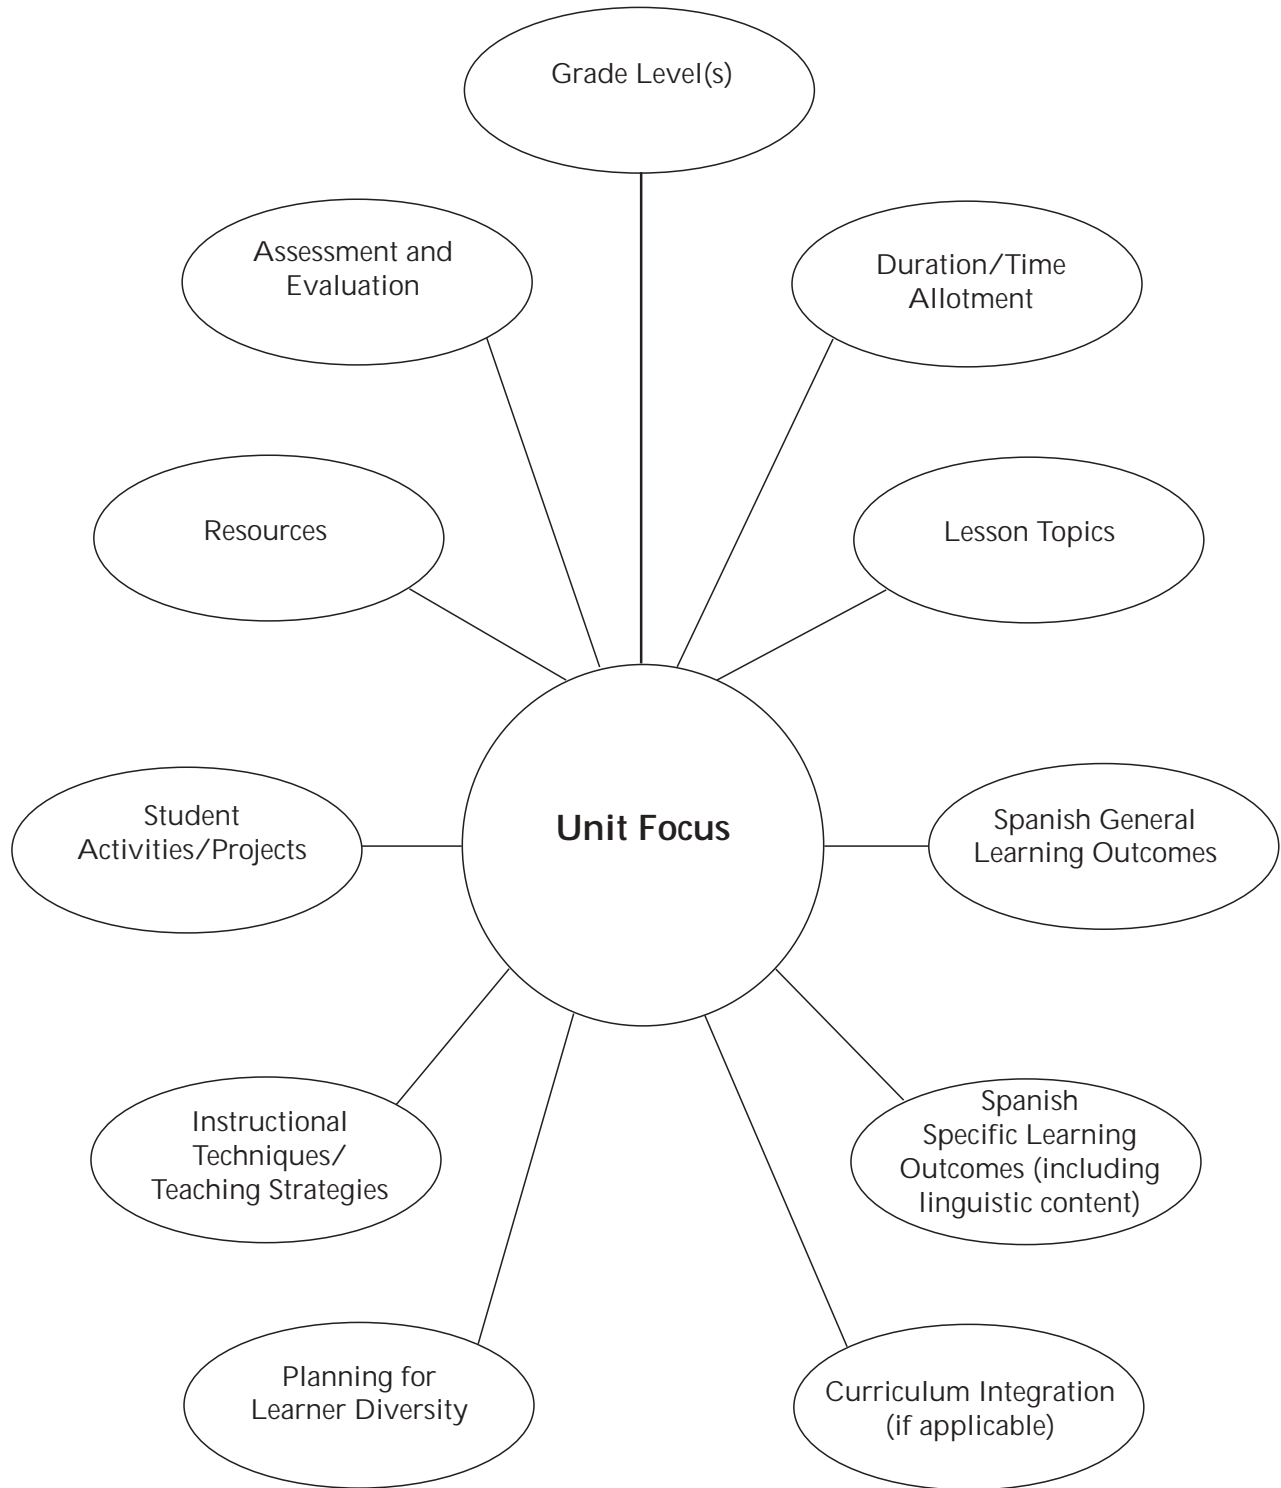 Grade Level(s)
Assessment and
Evaluation
Duration/Time
Allotment
Resources
Lesson Topics
Student
Activities/Projects
Unit Focus
Spanish General
Learning Outcomes
Instructional
Techniques/
Teaching Strategies
Spanish
Specific Learning
Outcomes (including
linguistic content)
Planning for
Learner Diversity
Curriculum Integration
(if applicable)